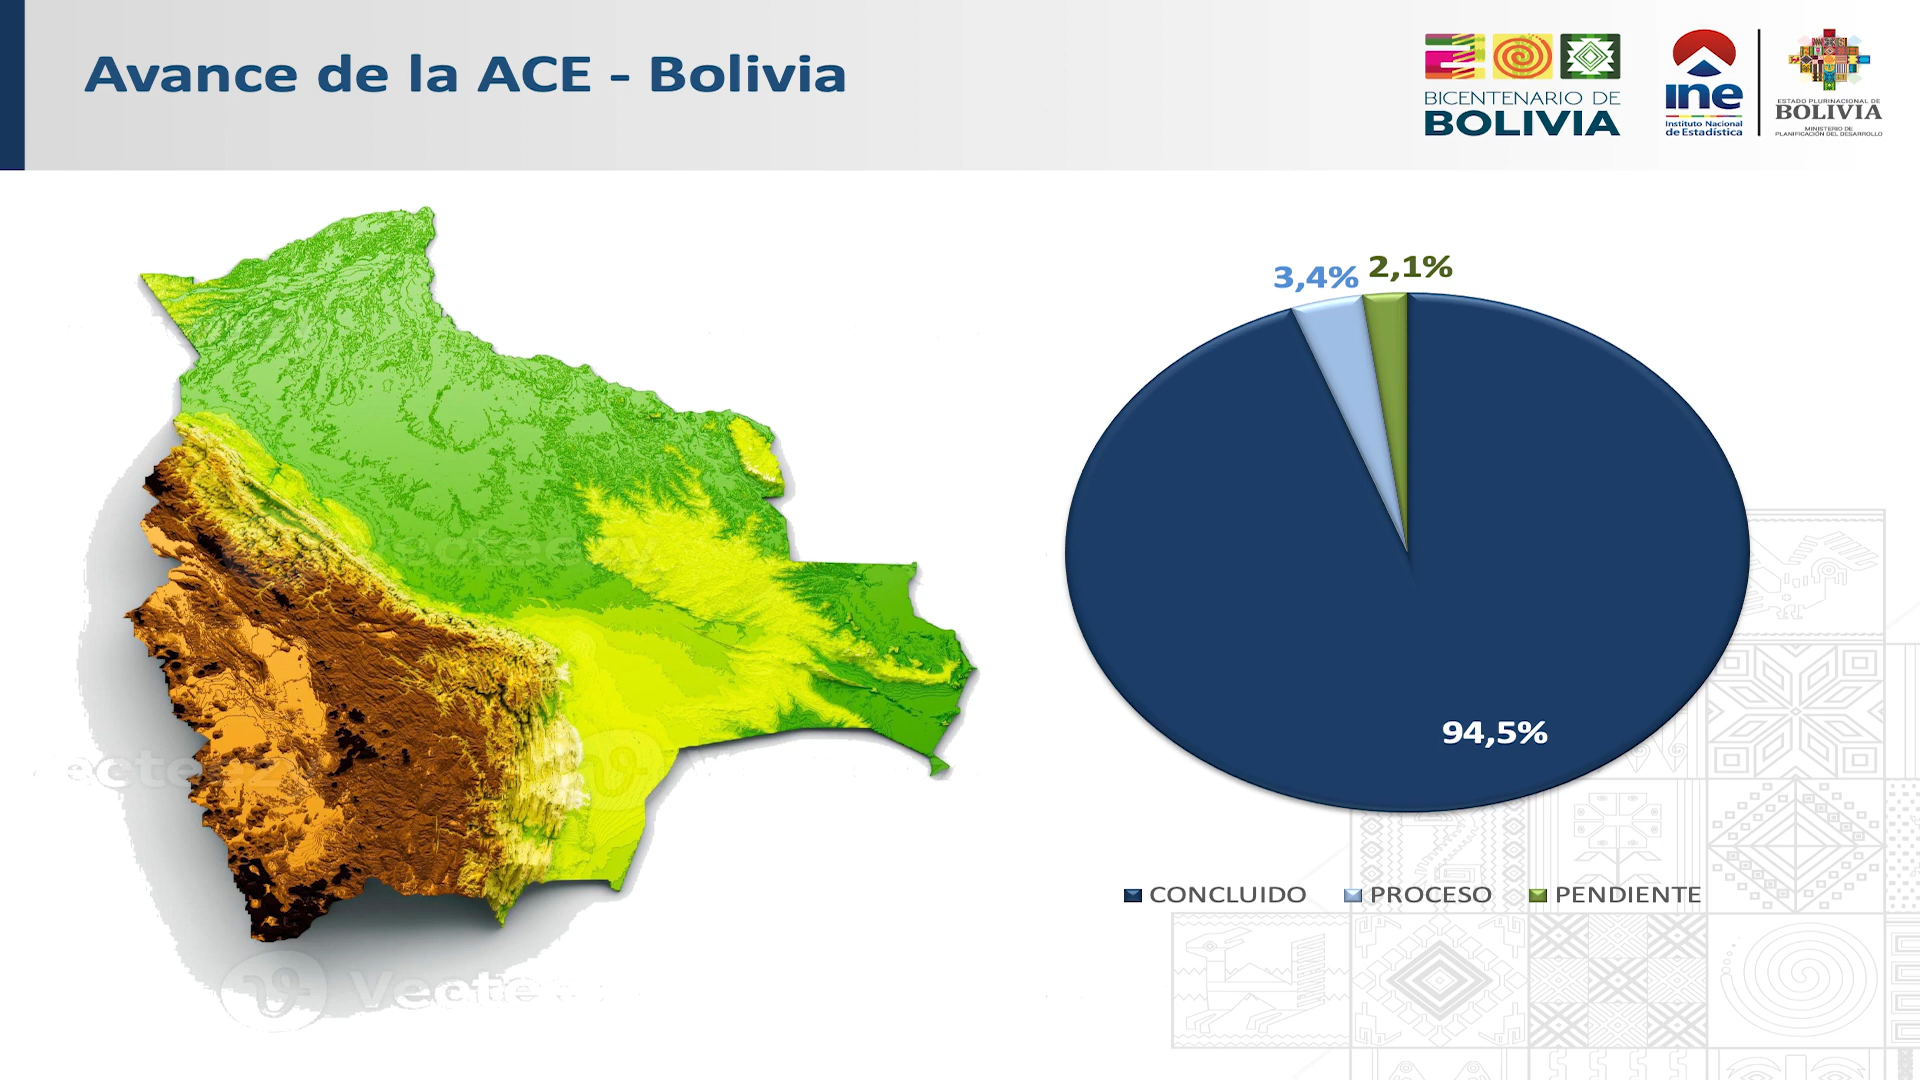 Avance de la ACE - Bolivia
BICENTENARIO DE
BOLIVIA
ine
Instituto Nacional
de Estadística
ESTADO PLURINACIONAL DE
BOLIVIA
MINISTERIO DE
PLANIFICACIÓN DEL DESARROLLO
3,4%
2,1%
94,5%
CONCLUIDO
PROCESO
PENDIENTE